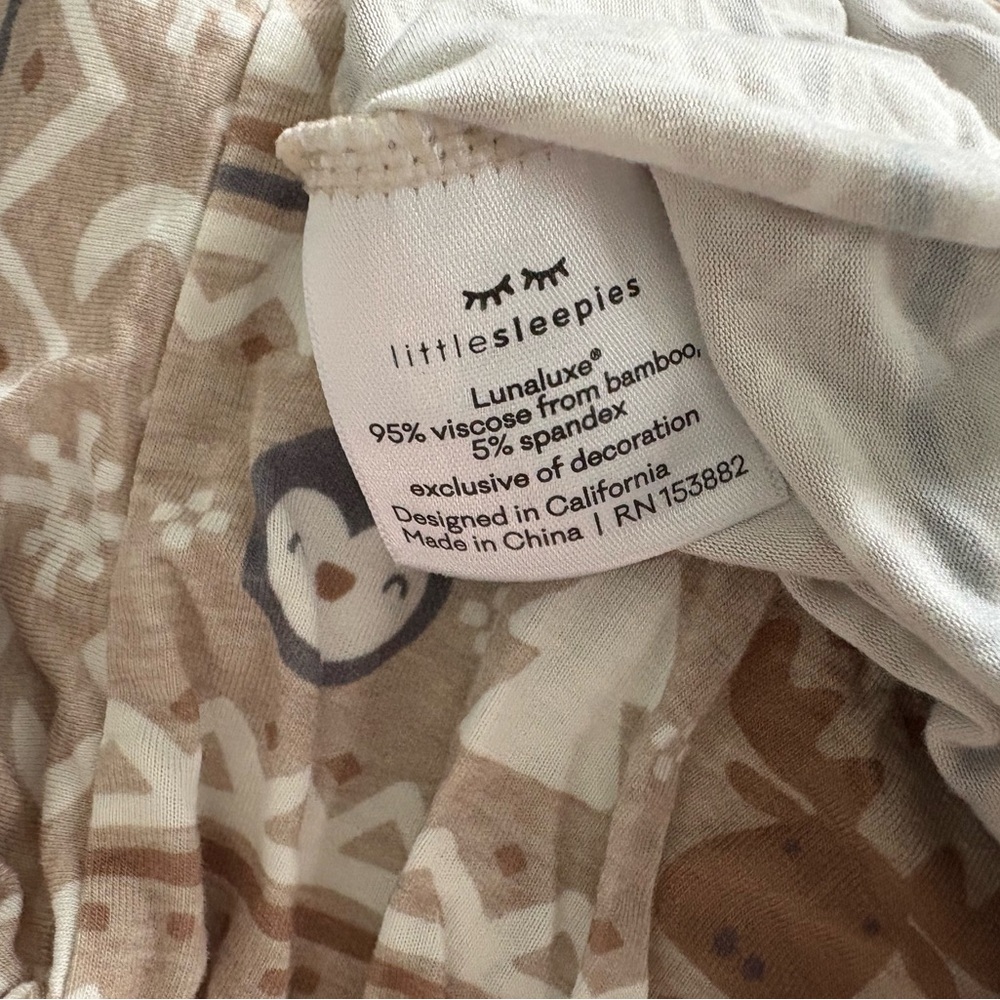 littlesleepies
Lunaluxe®
95% viscose from bamboo,
5% spandex
exclusive of decoration
Designed in California
Made in China | RN 153882